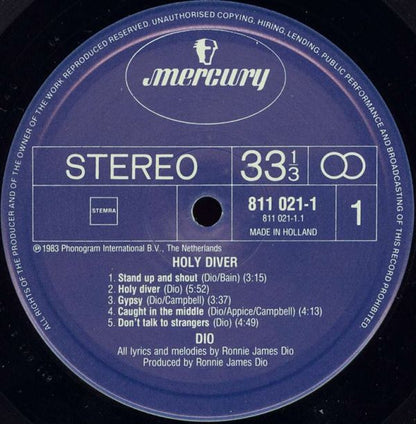 ALL RIGHTS OF THE PRODUCER AND OF THE OWNER OF THE WORK REPRODUCED RESERVED. UNAUTHORISED COPYING, HIRING, LENDING, PUBLIC PERFORMANCE AND BROADCASTING OF THIS RECORD PROHIBITED
mercury
STEREO
33 1/3
STEMRA
811 021-1
811 021-1.1
MADE IN HOLLAND
1
℗ 1983 Phonogram International B.V., The Netherlands
HOLY DIVER
1. Stand up and shout (Dio/Bain) (3:15)
2. Holy diver (Dio) (5:52)
3. Gypsy (Dio/Campbell) (3:37)
4. Caught in the middle (Dio/Appice/Campbell) (4:13)
5. Don't talk to strangers (Dio) (4:49)
DIO
All lyrics and melodies by Ronnie James Dio
Produced by Ronnie James Dio